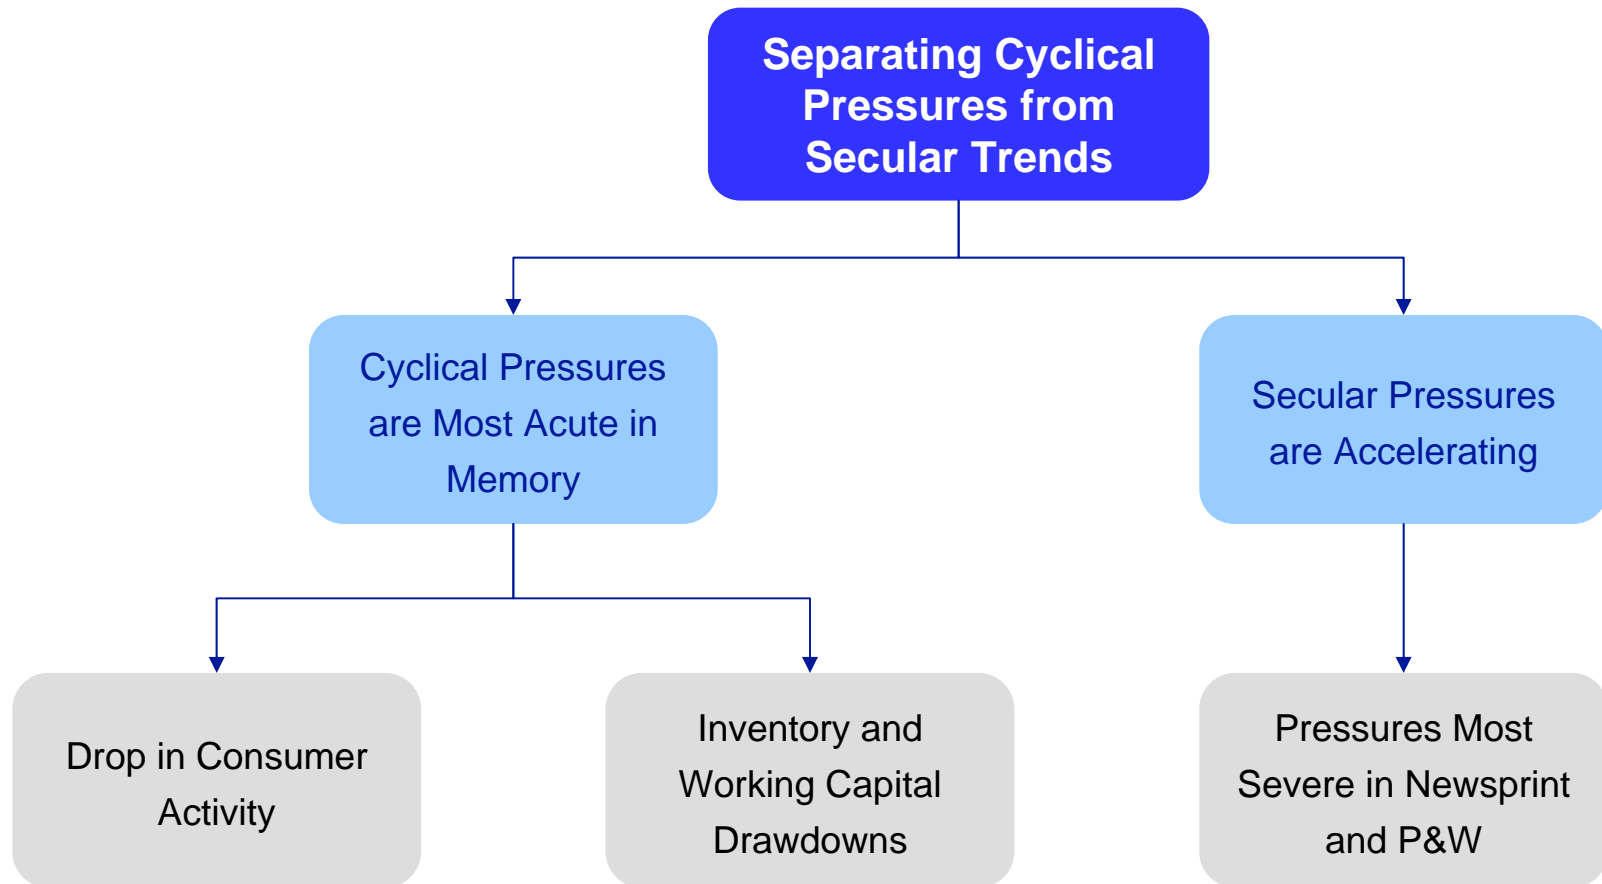 Separating Cyclical
Pressures from
Secular Trends
Cyclical Pressures
are Most Acute in
Memory
Secular Pressures
are Accelerating
Drop in Consumer
Activity
Inventory and
Working Capital
Drawdowns
Pressures Most
Severe in Newsprint
and P&W